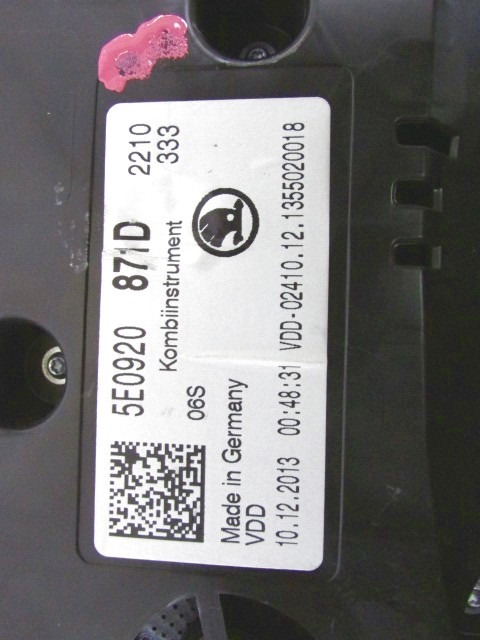 5E0920 871D 2210
Kombiinstrument 333
06S
Made in Germany
VDD
10.12.2013 00:48:31 VDD-02410.12.1355020018